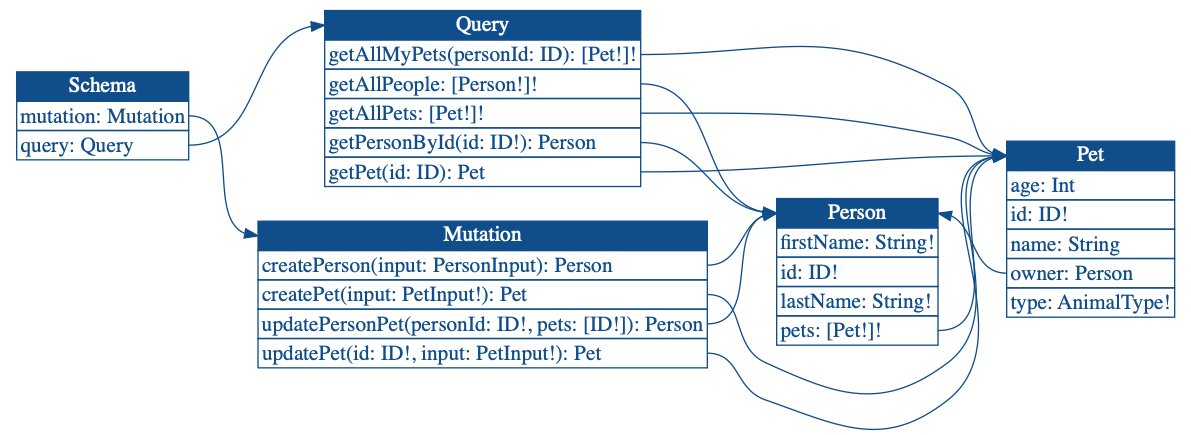 Schema
mutation: Mutation
query: Query
Query
getAllMyPets(personId: ID): [Pet!]!
getAllPeople: [Person!]!
getAllPets: [Pet!]!
getPersonById(id: ID!): Person
getPet(id: ID): Pet
Mutation
createPerson(input: PersonInput): Person
createPet(input: PetInput!): Pet
updatePersonPet(personId: ID!, pets: [ID!]): Person
updatePet(id: ID!, input: PetInput!): Pet
Person
firstName: String!
id: ID!
lastName: String!
pets: [Pet!]!
Pet
age: Int
id: ID!
name: String
owner: Person
type: AnimalType!